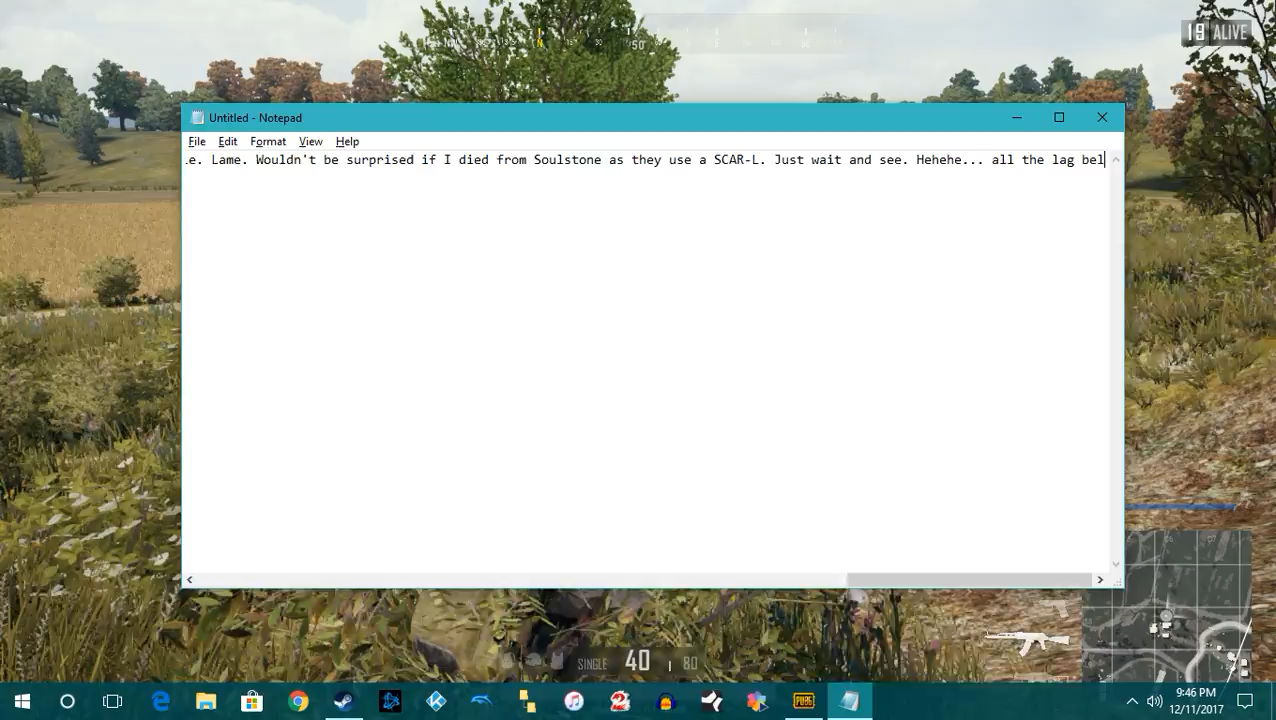 19 ALIVE
Untitled - Notepad
File Edit Format View Help
.e. Lame. Wouldn't be surprised if I died from Soulstone as they use a SCAR-L. Just wait and see. Hehehe... all the lag bel
SINGLE 40 80
PUBG
9:46 PM
12/11/2017